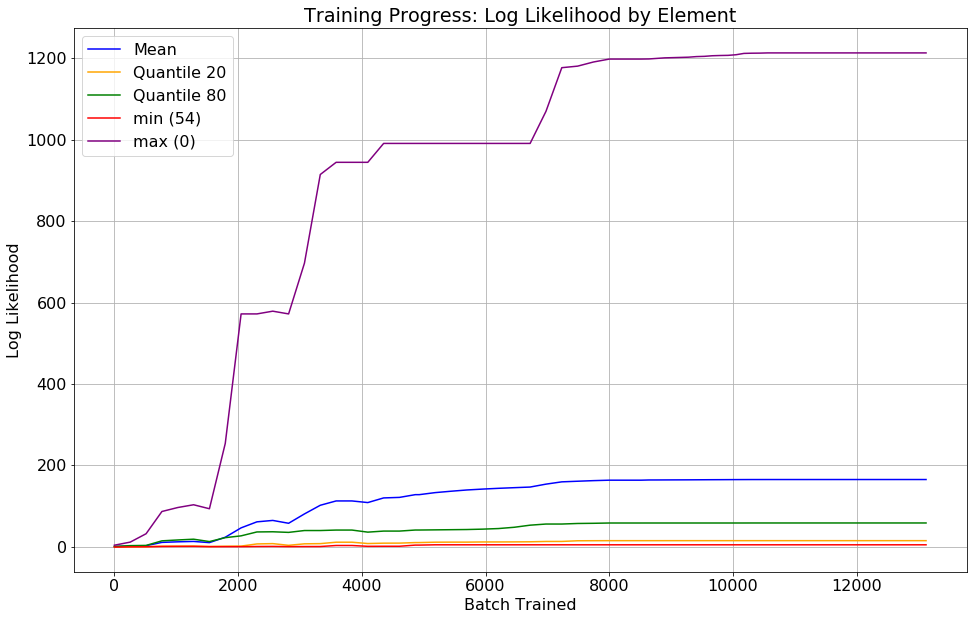 Training Progress: Log Likelihood by Element
Mean
Quantile 20
Quantile 80
min (54)
max (0)
Log Likelihood
1200
1000
800
600
400
200
0
0
2000
4000
6000
8000
10000
12000
Batch Trained